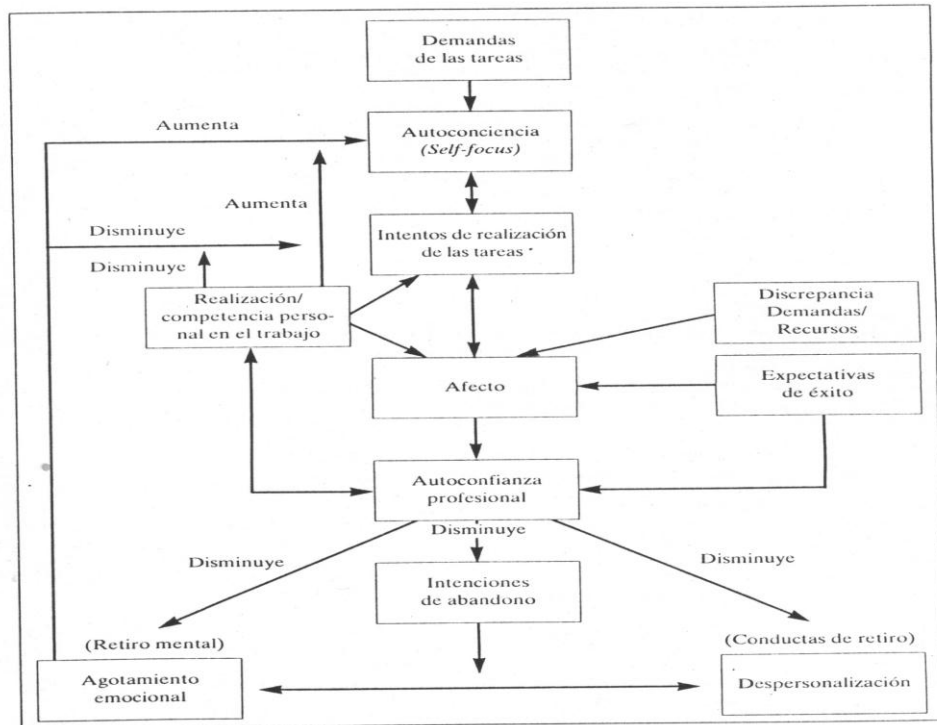 Demandas
de las tareas
Aumenta
Autoconciencia
(Self-focus)
Aumenta
Disminuye
Intentos de realización
de las tareas
Disminuye
Realización/
competencia perso-
nal en el trabajo
Discrepancia
Demandas/
Recursos
Afecto
Expectativas
de éxito
Autoconfianza
profesional
Disminuye
Disminuye
Disminuye
Intenciones
de abandono
(Retiro mental)
(Conductas de retiro)
Agotamiento
emocional
Despersonalización